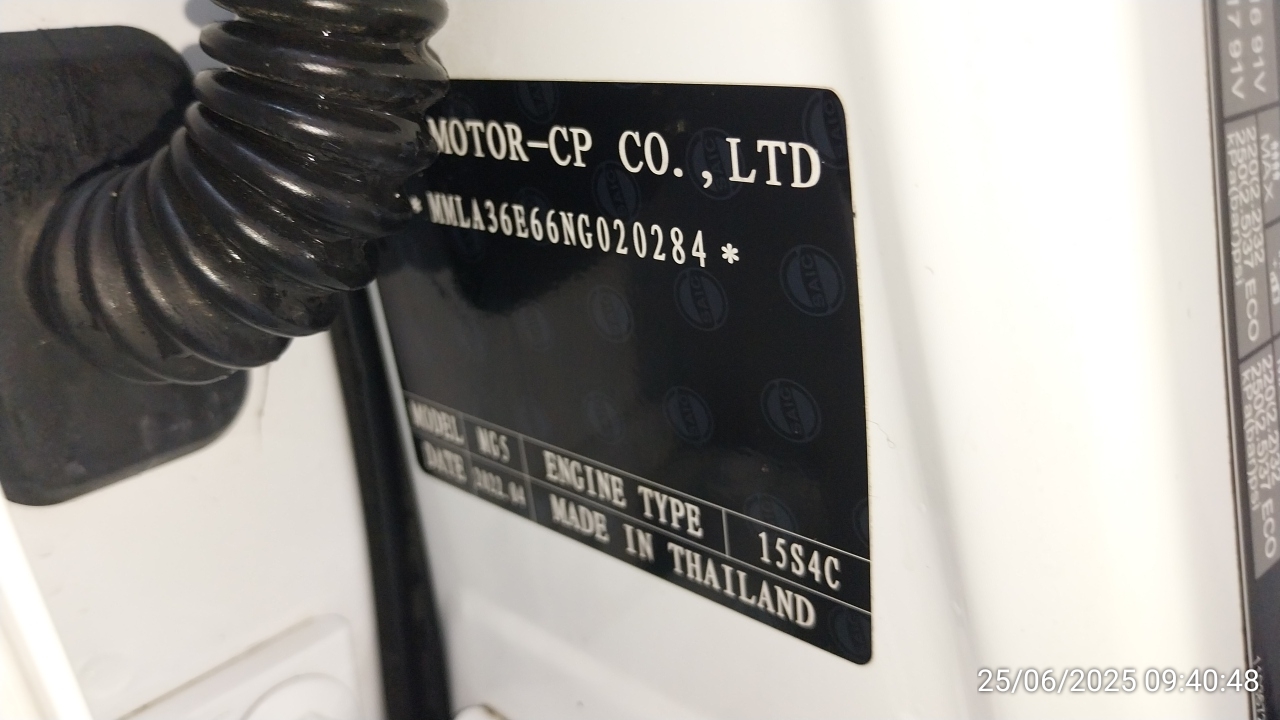 MOTOR-CP CO.,LTD
*MMLA36E66NG020284*
MODEL MG5 ENGINE TYPE 15S4C
DATE 2022.04 MADE IN THAILAND
25/06/2025 09:40:48